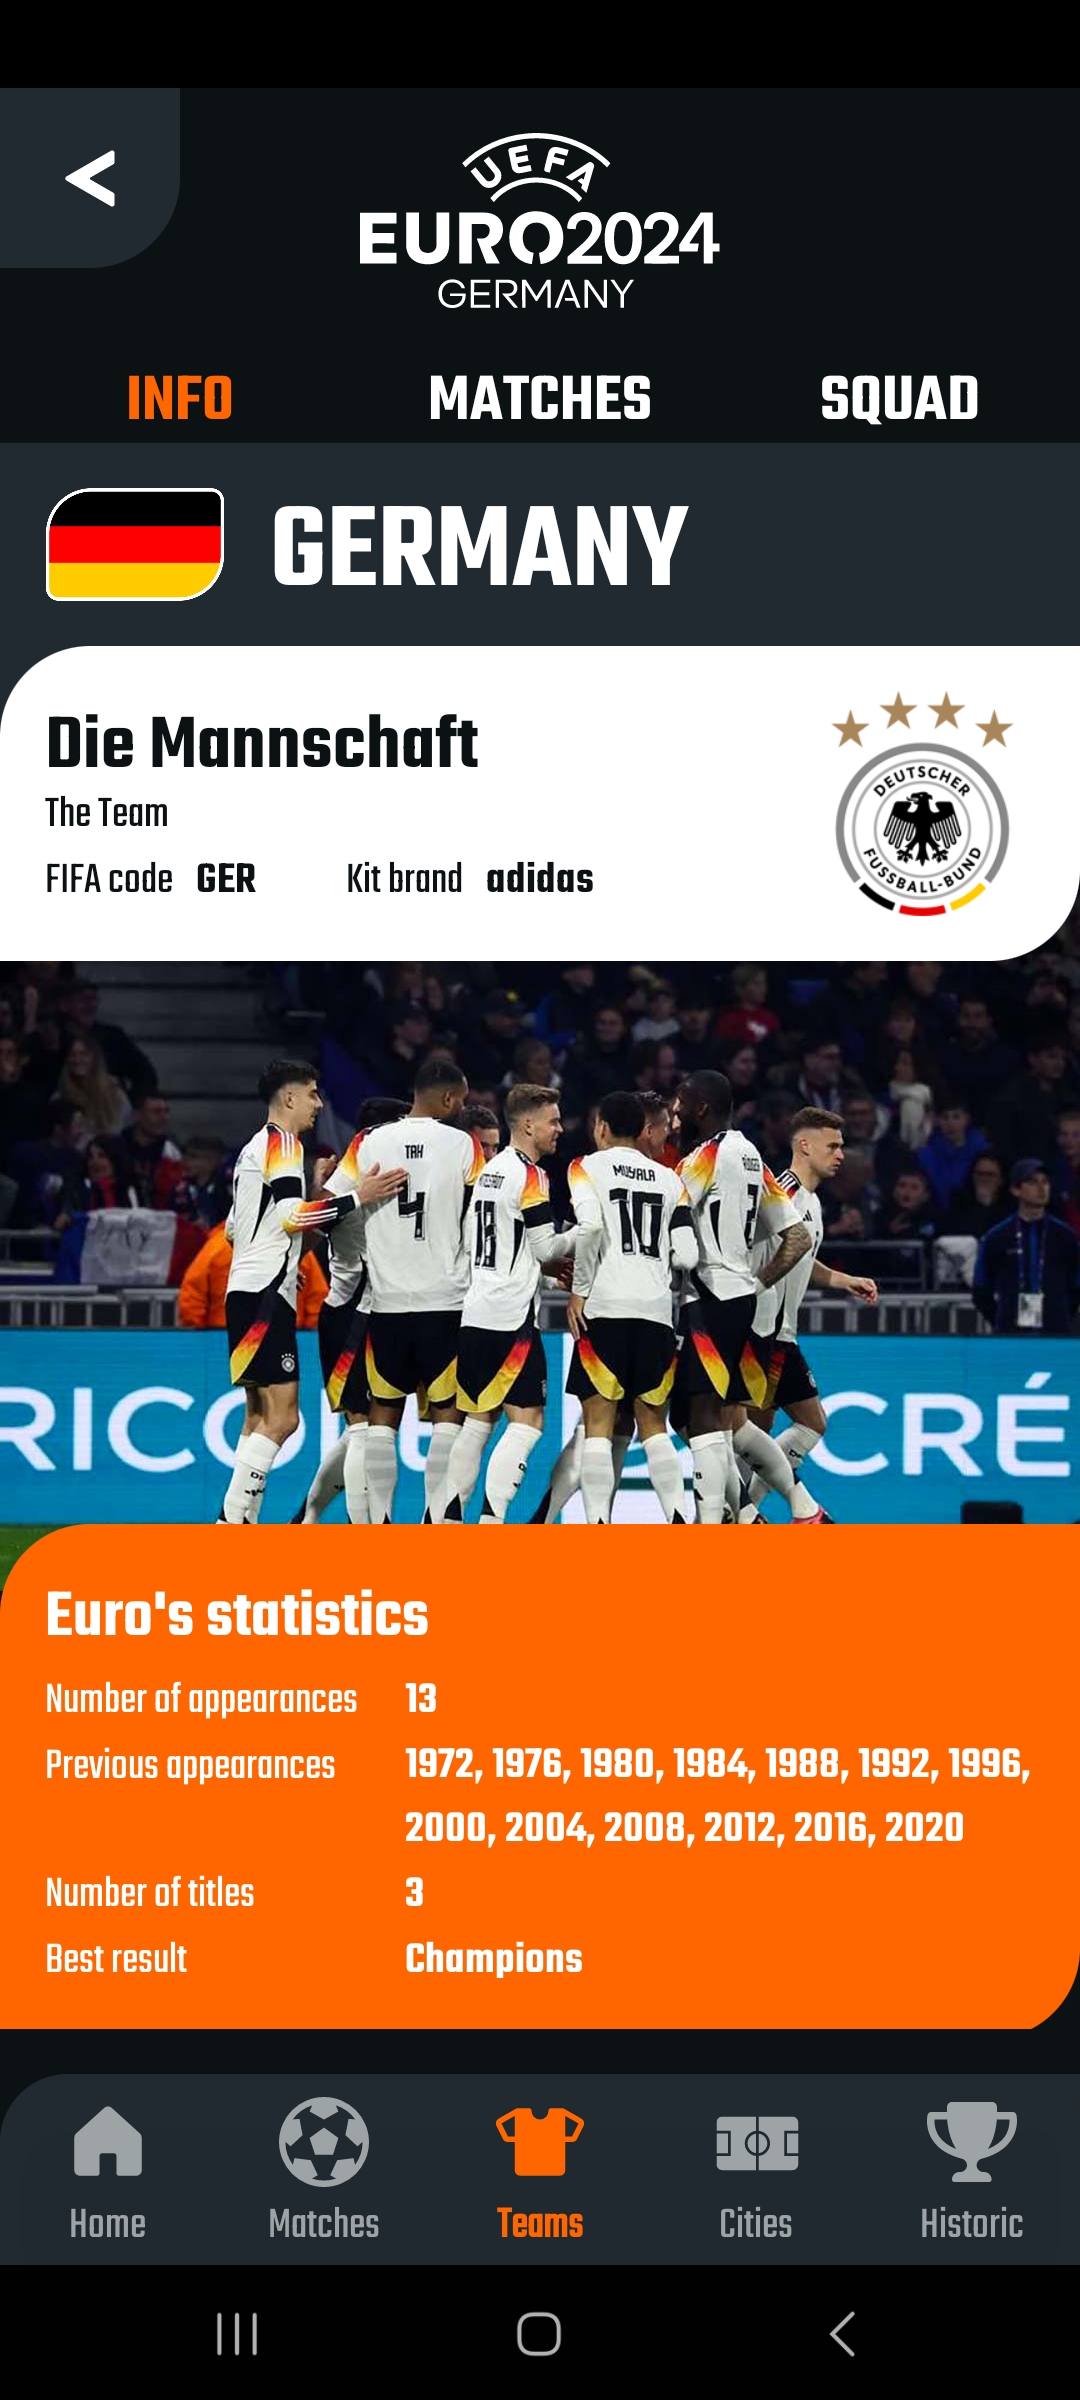 UEFA
EURO2024
GERMANY
INFO MATCHES SQUAD
GERMANY
Die Mannschaft
The Team
FIFA code GER Kit brand adidas
DEUTSCHER
FUSSBALL-BUND
TAH
4
18
MUSIALA
10
RÜDIGER
2
RICOLE
CRÉ
Euro's statistics
Number of appearances 13
Previous appearances 1972, 1976, 1980, 1984, 1988, 1992, 1996,
2000, 2004, 2008, 2012, 2016, 2020
Number of titles 3
Best result Champions
Home Matches Teams Cities Historic